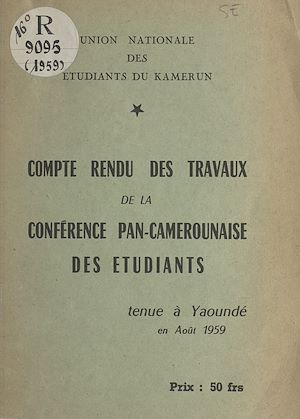 16° R
9095
(1959)
SE
UNION NATIONALE
DES
ETUDIANTS DU KAMERUN
COMPTE RENDU DES TRAVAUX
DE LA
CONFÉRENCE PAN-CAMEROUNAISE
DES ETUDIANTS
tenue à Yaoundé
en Août 1959
Prix : 50 frs